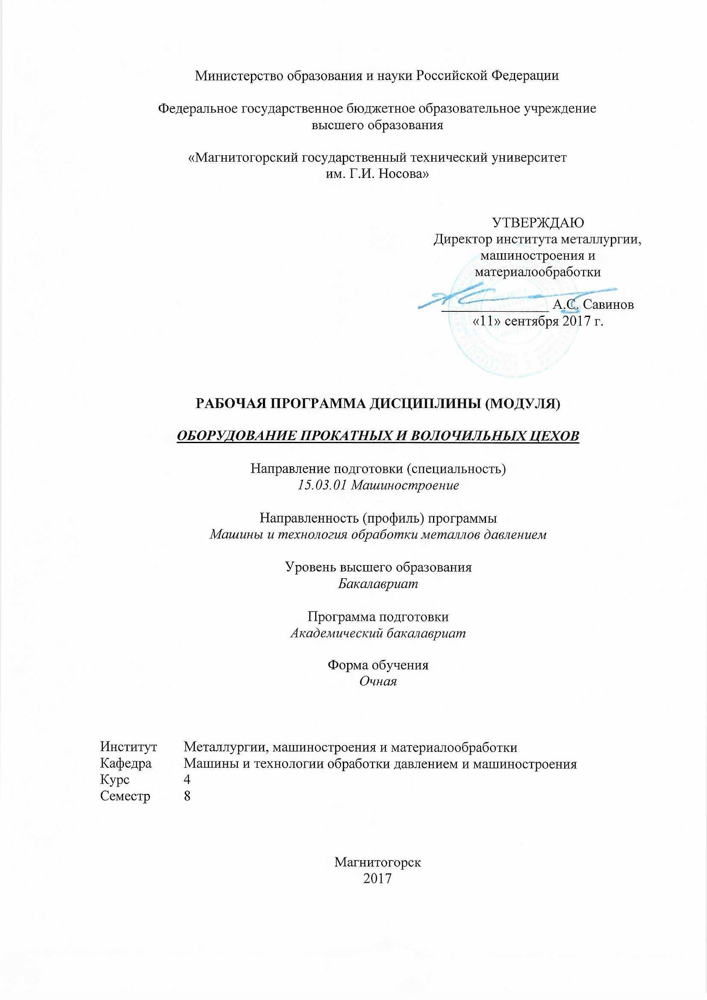 Министерство образования и науки Российской Федерации
Федеральное государственное бюджетное образовательное учреждение
высшего образования
«Магнитогорский государственный технический университет
им. Г.И. Носова»
УТВЕРЖДАЮ
Директор института металлургии,
машиностроения и
материалообработки
А.С. Савинов
«11» сентября 2017 г.
РАБОЧАЯ ПРОГРАММА ДИСЦИПЛИНЫ (МОДУЛЯ)
ОБОРУДОВАНИЕ ПРОКАТНЫХ И ВОЛОЧИЛЬНЫХ ЦЕХОВ
Направление подготовки (специальность)
15.03.01 Машиностроение
Направленность (профиль) программы
Машины и технология обработки металлов давлением
Уровень высшего образования
Бакалавриат
Программа подготовки
Академический бакалавриат
Форма обучения
Очная
Институт Металлургии, машиностроения и материалообработки
Кафедра Машины и технологии обработки давлением и машиностроения
Курс 4
Семестр 8
Магнитогорск
2017